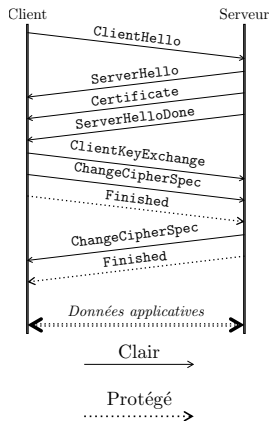 Client Serveur
ClientHello
ServerHello
Certificate
ServerHelloDone
ClientKeyExchange
ChangeCipherSpec
Finished
ChangeCipherSpec
Finished
Données applicatives
Clair
Protégé